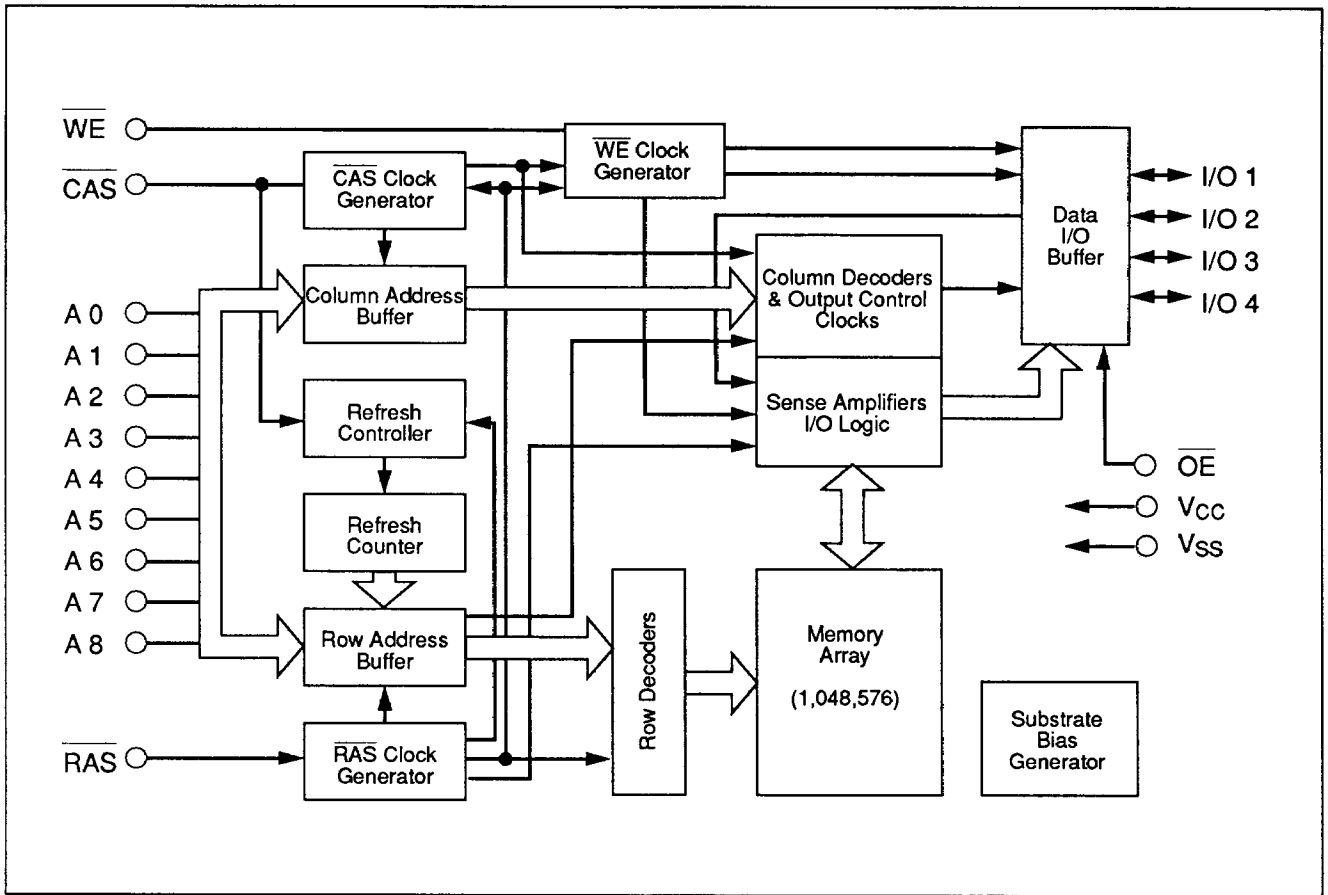 WE
CAS
CAS Clock
Generator
WE Clock
Generator
Data
I/O
Buffer
I/O 1
I/O 2
I/O 3
I/O 4
A 0
A 1
A 2
A 3
A 4
A 5
A 6
A 7
A 8
Column Address
Buffer
Column Decoders
& Output Control
Clocks
Refresh
Controller
Sense Amplifiers
I/O Logic
OE
VCC
VSS
Refresh
Counter
Row Address
Buffer
Row Decoders
Memory
Array
(1,048,576)
Substrate
Bias
Generator
RAS
RAS Clock
Generator